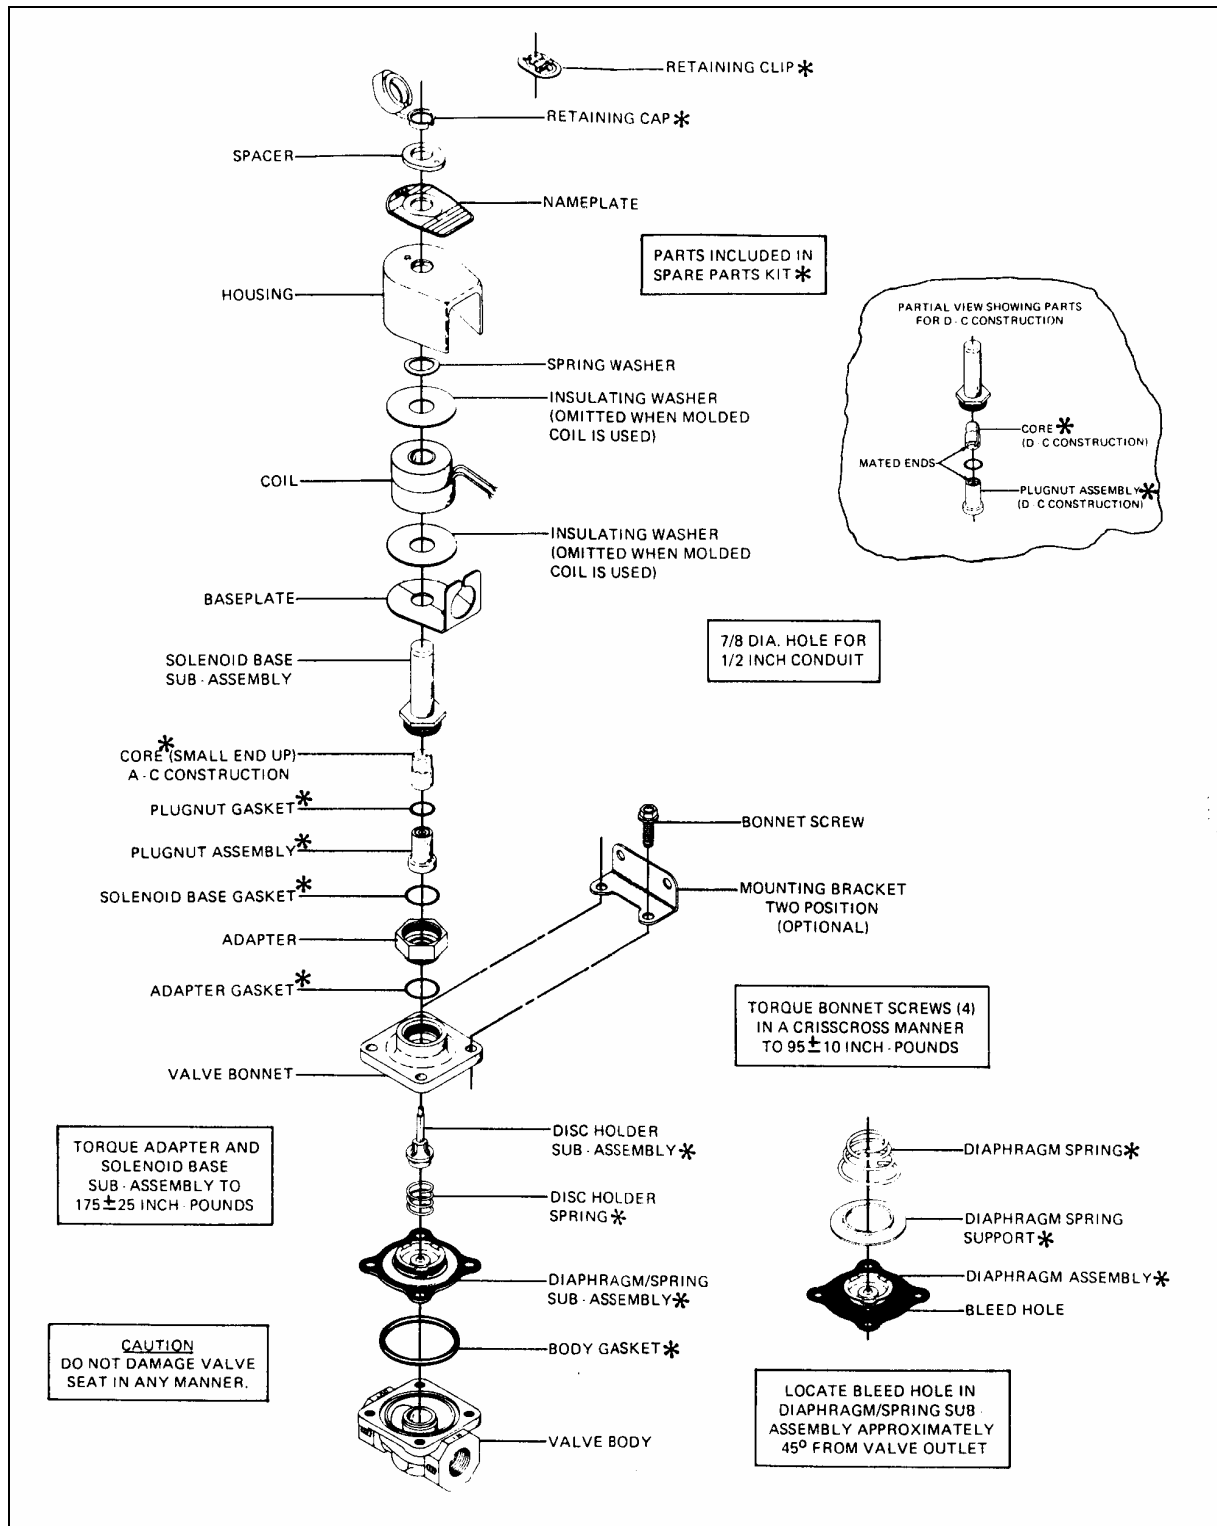 RETAINING CLIP*
RETAINING CAP*
SPACER
NAMEPLATE
PARTS INCLUDED IN
SPARE PARTS KIT*
HOUSING
PARTIAL VIEW SHOWING PARTS
FOR D-C CONSTRUCTION
SPRING WASHER
INSULATING WASHER
(OMITTED WHEN MOLDED
COIL IS USED)
CORE*
(D-C CONSTRUCTION)
MATED ENDS
COIL
PLUGNUT ASSEMBLY*
(D-C CONSTRUCTION)
INSULATING WASHER
(OMITTED WHEN MOLDED
COIL IS USED)
BASEPLATE
7/8 DIA. HOLE FOR
1/2 INCH CONDUIT
SOLENOID BASE
SUB-ASSEMBLY
CORE*(SMALL END UP)
A-C CONSTRUCTION
PLUGNUT GASKET*
BONNET SCREW
PLUGNUT ASSEMBLY*
SOLENOID BASE GASKET*
MOUNTING BRACKET
TWO POSITION
(OPTIONAL)
ADAPTER
ADAPTER GASKET*
TORQUE BONNET SCREWS (4)
IN A CRISSCROSS MANNER
TO 95±10 INCH-POUNDS
VALVE BONNET
TORQUE ADAPTER AND
SOLENOID BASE
SUB-ASSEMBLY TO
175±25 INCH-POUNDS
DISC HOLDER
SUB-ASSEMBLY*
DIAPHRAGM SPRING*
DISC HOLDER
SPRING*
DIAPHRAGM SPRING
SUPPORT*
DIAPHRAGM/SPRING
SUB-ASSEMBLY*
DIAPHRAGM ASSEMBLY*
BLEED HOLE
CAUTION
DO NOT DAMAGE VALVE
SEAT IN ANY MANNER.
BODY GASKET*
LOCATE BLEED HOLE IN
DIAPHRAGM/SPRING SUB-
ASSEMBLY APPROXIMATELY
45° FROM VALVE OUTLET
VALVE BODY